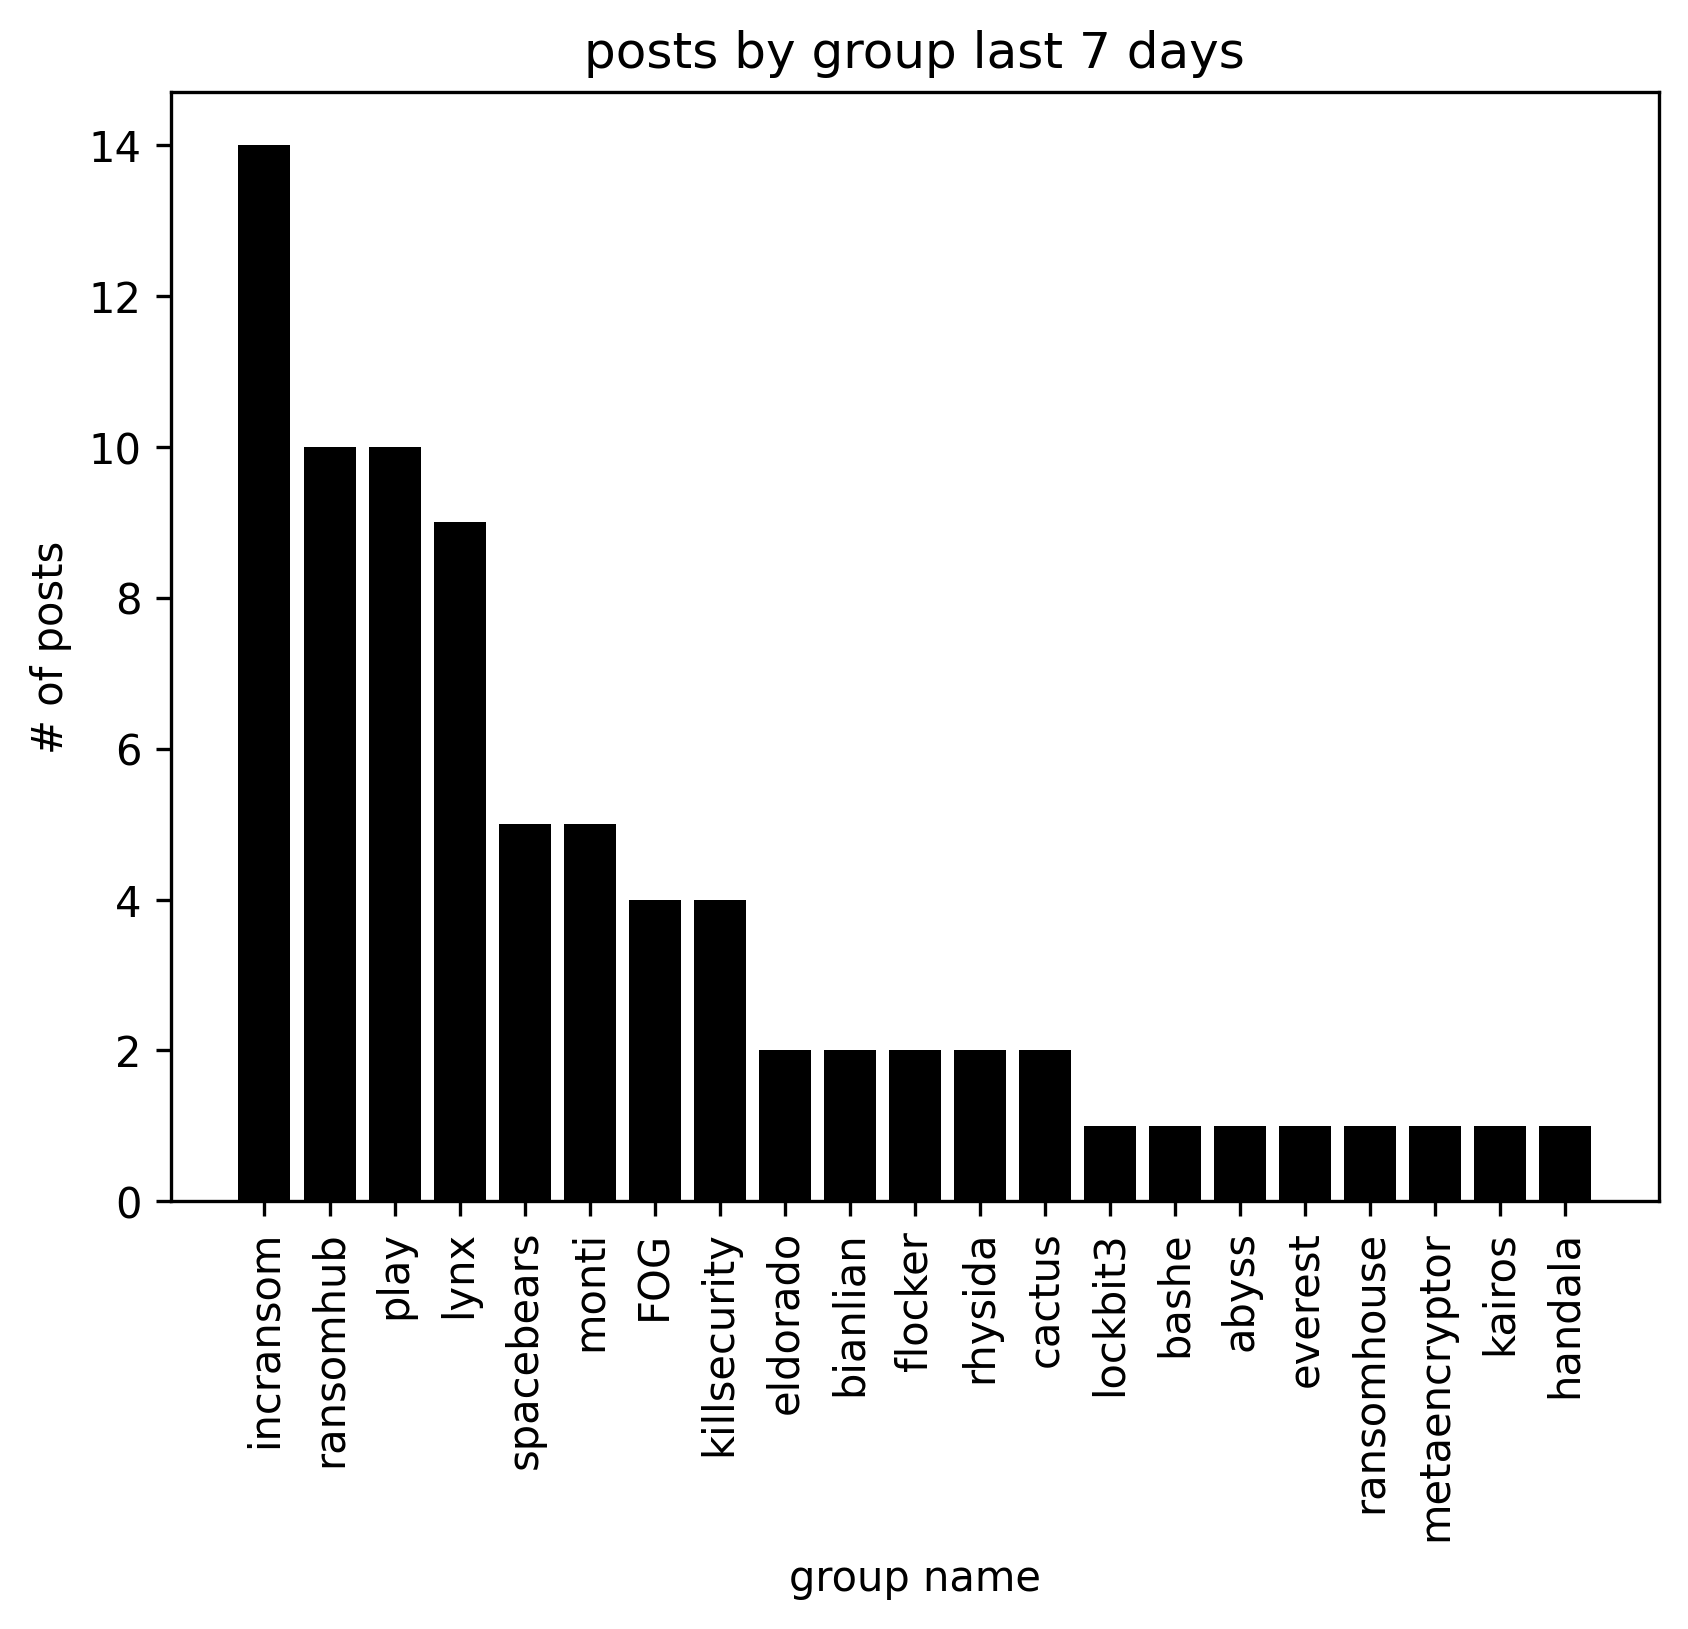 posts by group last 7 days
# of posts
14
12
10
8
6
4
2
0
incransom
ransomhub
play
lynx
spacebears
monti
FOG
killsecurity
eldorado
bianlian
flocker
rhysida
cactus
lockbit3
bashe
abyss
everest
ransomhouse
metaencryptor
kairos
handala
group name